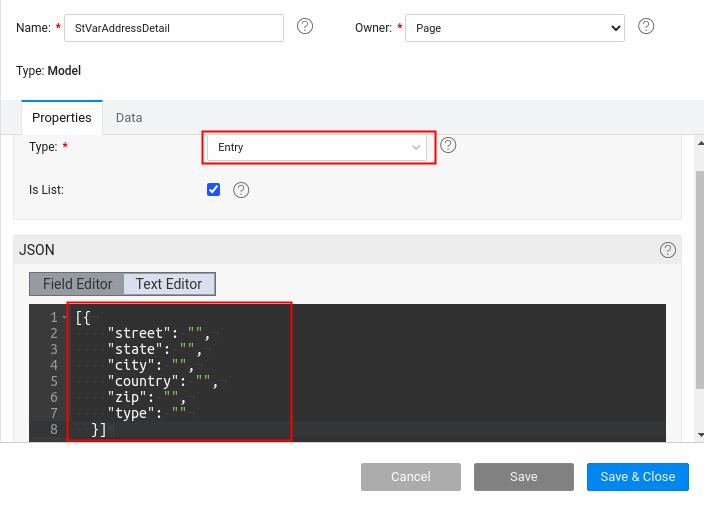 Name: * StVarAddressDetail ? Owner: * Page ?
Type: Model
Properties Data
Type: * Entry ?
Is List: ?
JSON ?
Field Editor Text Editor
1 [{
2 "street": "",
3 "state": "",
4 "city": "",
5 "country": "",
6 "zip": "",
7 "type": ""
8 }]
Cancel Save Save & Close